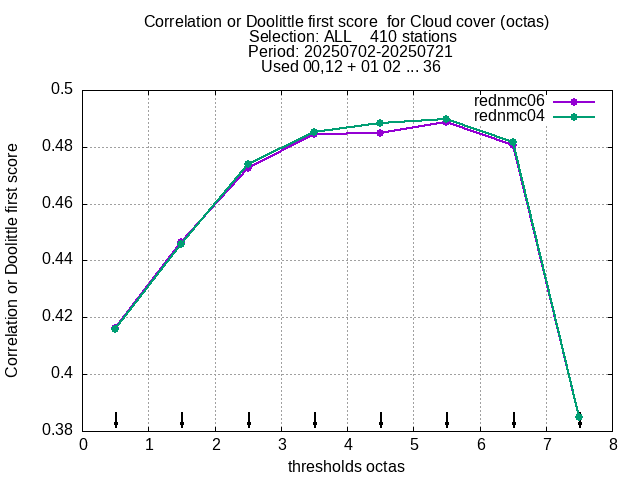 Correlation or Doolittle first score  for Cloud cover (octas)
Selection: ALL    410 stations
Period: 20250702-20250721
Used 00,12 + 01 02 ... 36
rednmc06
rednmc04
Correlation or Doolittle first score
0.5
0.48
0.46
0.44
0.42
0.4
0.38
0 1 2 3 4 5 6 7 8
thresholds octas